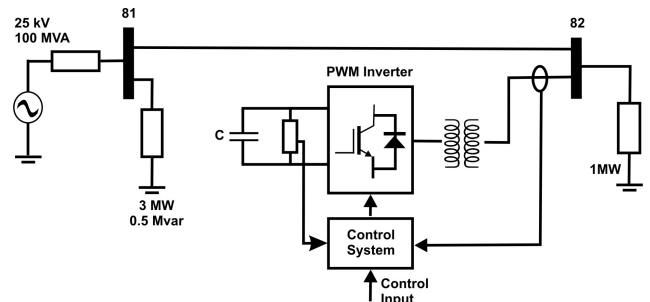 25 kV
100 MVA
81
82
PWM Inverter
C
1MW
3 MW
0.5 Mvar
Control
System
Control
Input